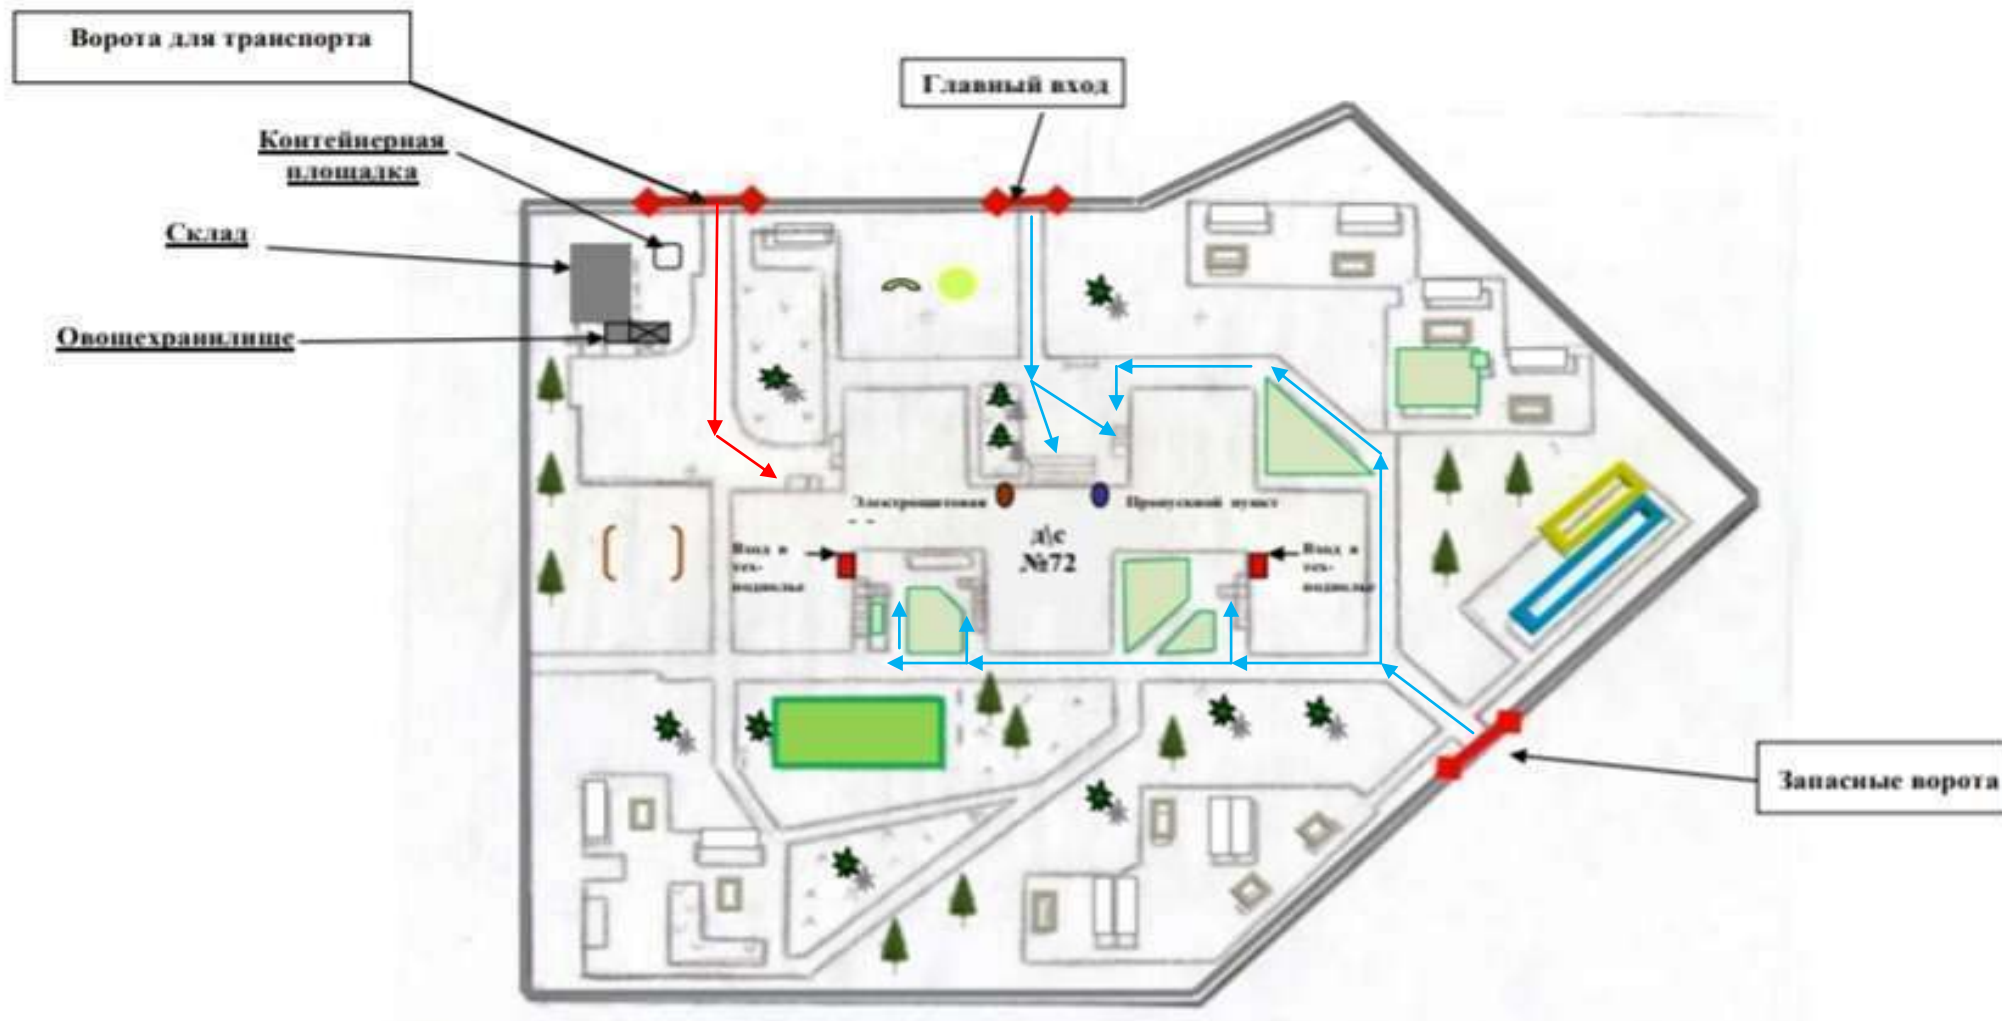 Ворота для транспорта
Главный вход
Контейнерная
площадка
Склад
Овощехранилище
Электрощитовая
Пропускной пункт
д\с
№72
Вход в
тех-
подполье
Вход в
тех-
подполье
Запасные ворота